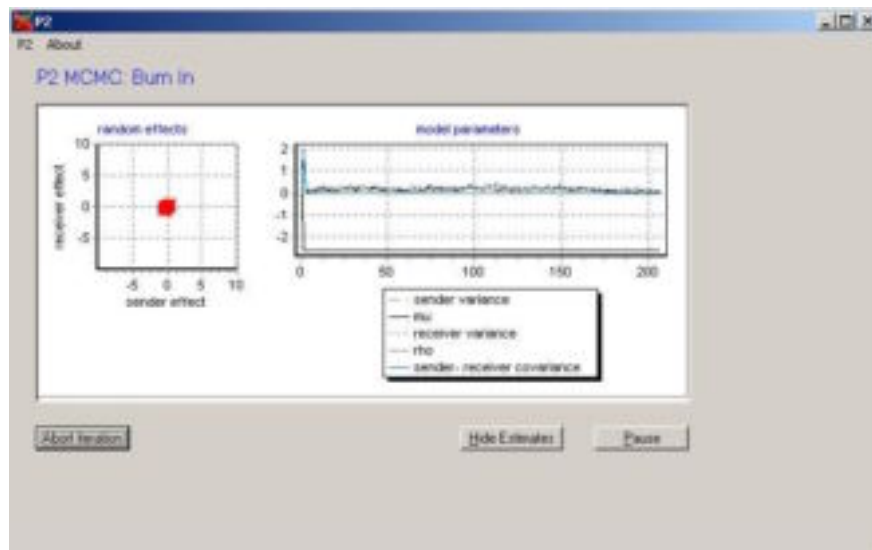 P2
P2 About
P2 MCMC: Burn in
random effects
receiver effect
10
5
0
-5
-5 0 5 10
sender effect
model parameters
2
1
0
-1
-2
0 50 100 150 200
sender variance
mu
receiver variance
rho
sender- receiver covariance
Abort Iteration
Hide Estimates
Pause